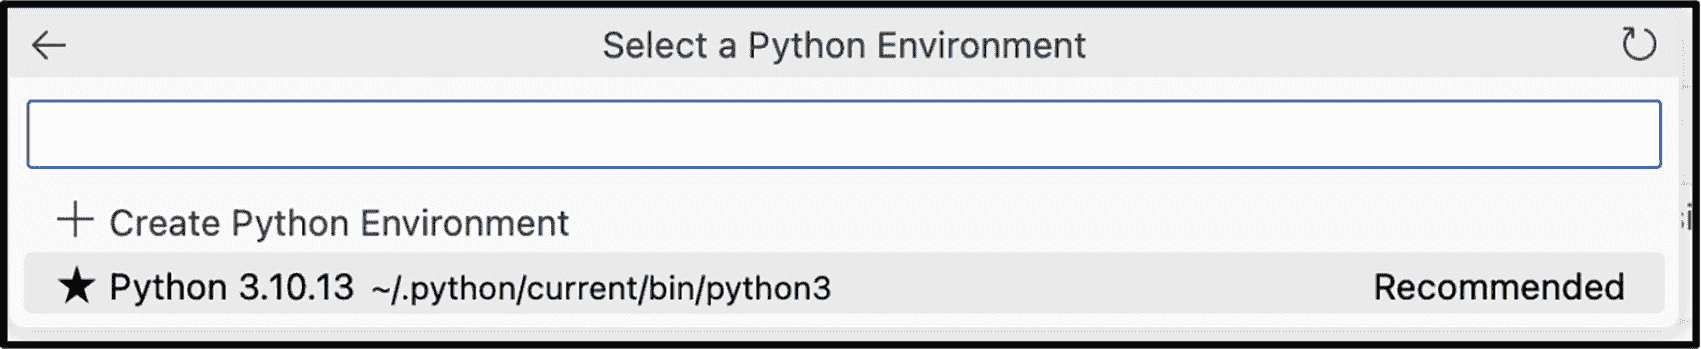 Select a Python Environment
Create Python Environment
Python 3.10.13 ~/.python/current/bin/python3 Recommended